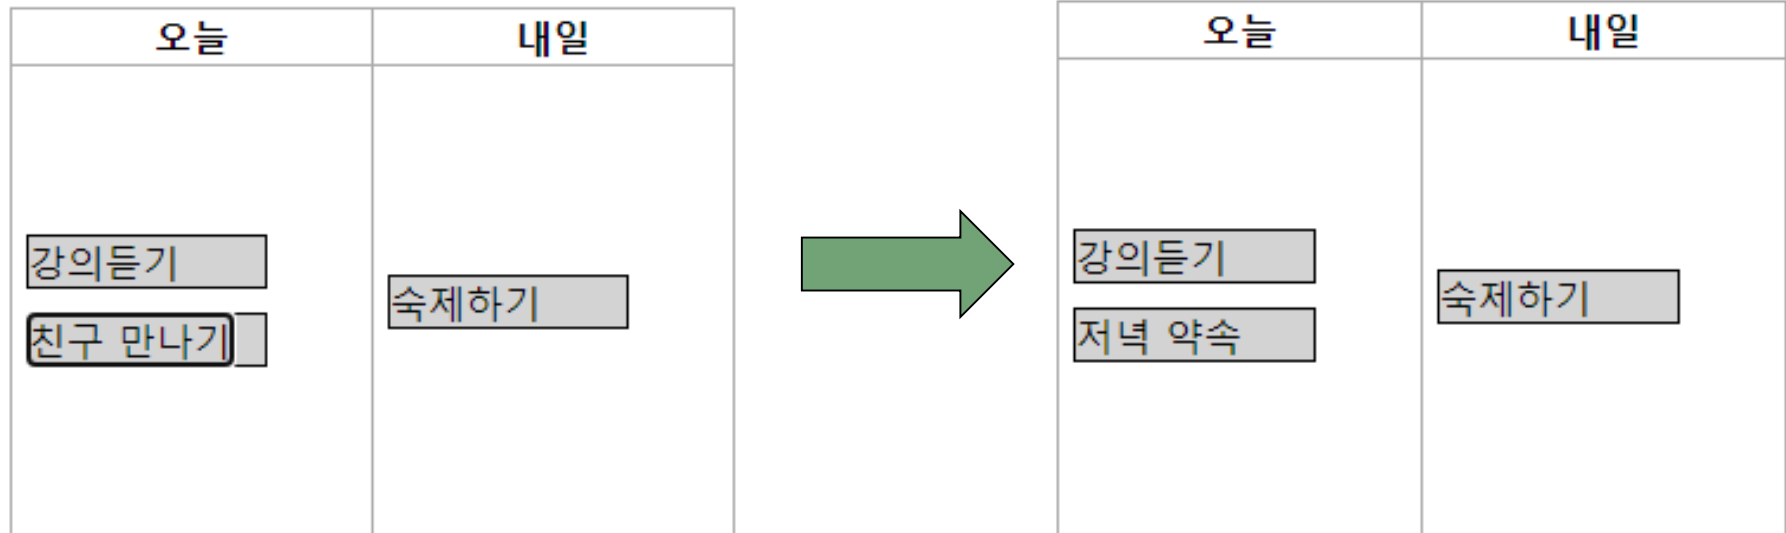 오늘
내일
강의듣기
친구 만나기
숙제하기
오늘
내일
강의듣기
저녁 약속
숙제하기